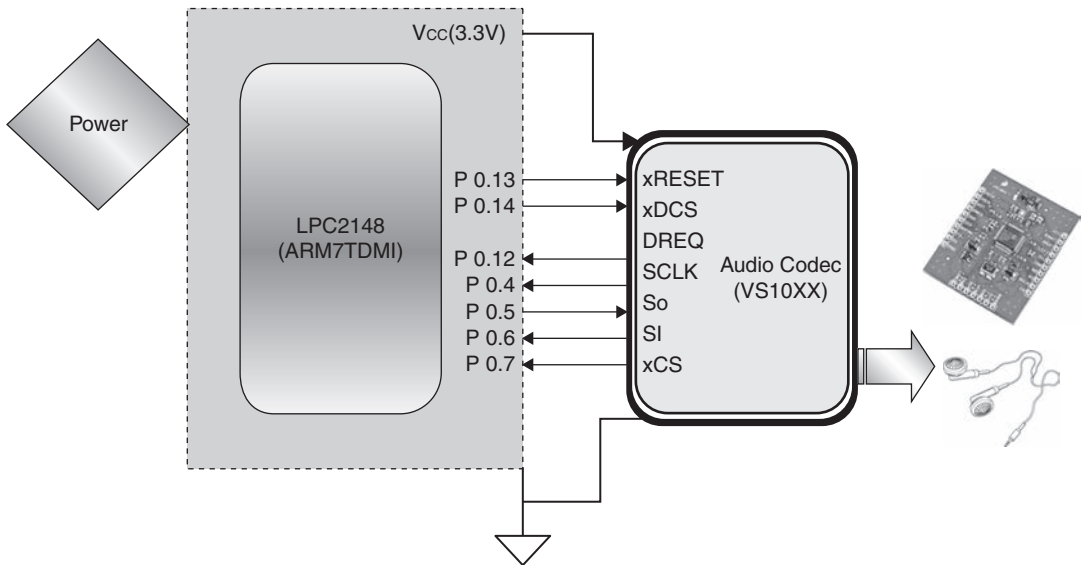 Vcc(3.3V)
Power
LPC2148
(ARM7TDMI)
P 0.13
P 0.14
P 0.12
P 0.4
P 0.5
P 0.6
P 0.7
xRESET
xDCS
DREQ
SCLK
So
SI
xCS
Audio Codec
(VS10XX)